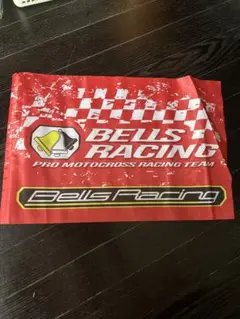 BELLS
RACING
PRO MOTOCROSS RACING TEAM
Bells Racing